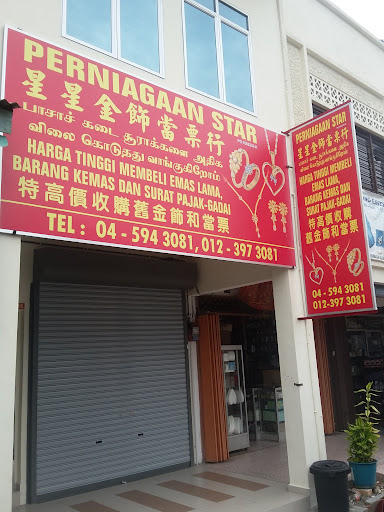 PERNIAGAAN STAR
星星金飾當票行
பாசாச் கடை துராக்களை அதிக
விலை கொடுத்து வாங்குகிறோம்
HARGA TINGGI MEMBELI EMAS LAMA,
BARANG KEMAS DAN SURAT PAJAK-GADAI
特高價收購舊金飾和當票
TEL : 04 - 594 3081, 012 - 397 3081
PERNIAGAAN STAR
星星金飾當票行
HARGA TINGGI MEMBELI
EMAS LAMA,
BARANG KEMAS DAN
SURAT PAJAK-GADAI
特高價收購
舊金飾和當票
04 - 594 3081
012-397 3081